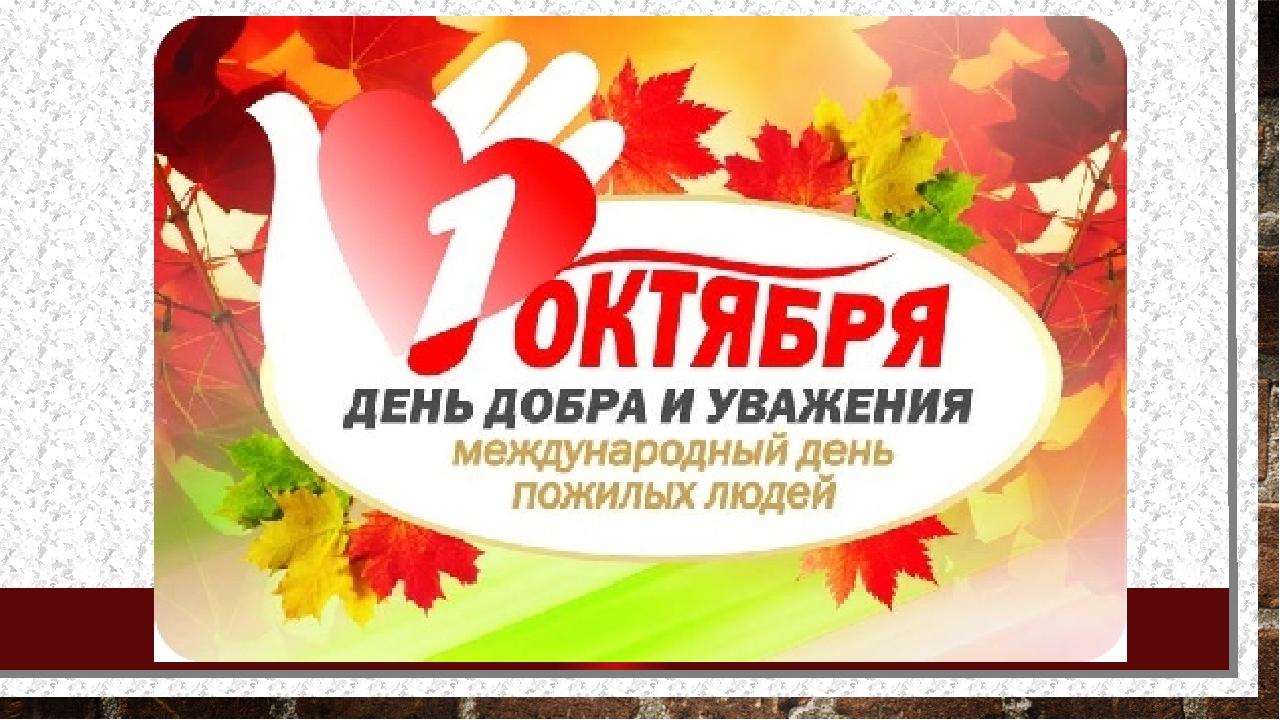 1 ОКТЯБРЯ
ДЕНЬ ДОБРА И УВАЖЕНИЯ
международный день
пожилых людей